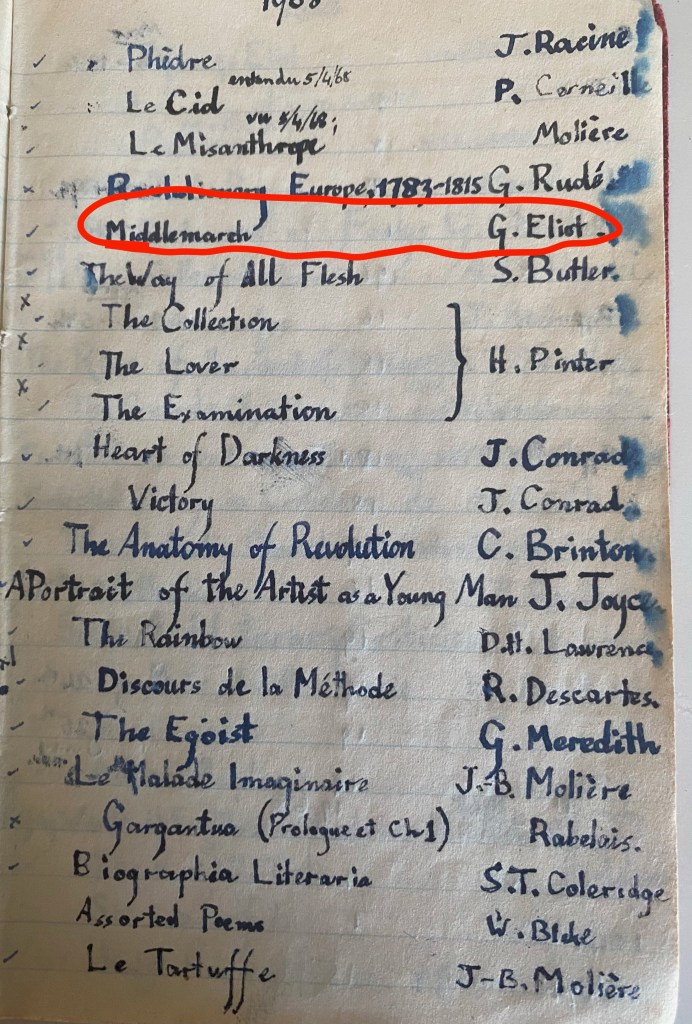 1968
Phèdre J. Racine
entendu 5/4/68
Le Cid P. Corneille
vu 5/4/68;
Le Misanthrope Molière
Revolutionary Europe, 1783-1815 G. Rudé.
Middlemarch G. Eliot.
The Way of All Flesh S. Butler.
The Collection
The Lover H. Pinter
The Examination
Heart of Darkness J. Conrad.
Victory J. Conrad.
The Anatomy of Revolution C. Brinton.
A Portrait of the Artist as a Young Man J. Joyce.
The Rainbow D.H. Lawrence
Discours de la Méthode R. Descartes.
The Egoist G. Meredith
Le Malade Imaginaire J.-B. Molière
Gargantua (Prologue et Ch 1) Rabelais.
Biographia Literaria S.T. Coleridge
Assorted Poems W. Blake
Le Tartuffe J-B. Molière